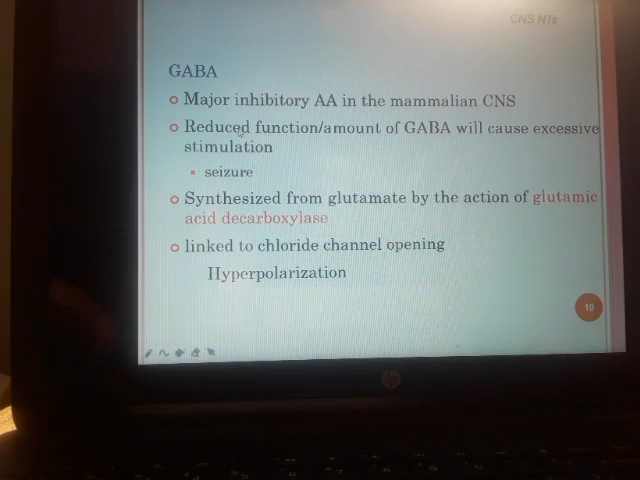 CNS NTs
GABA
Major inhibitory AA in the mammalian CNS
Reduced function/amount of GABA will cause excessive
stimulation
seizure
Synthesized from glutamate by the action of glutamic
acid decarboxylase
linked to chloride channel opening
Hyperpolarization
10
hp